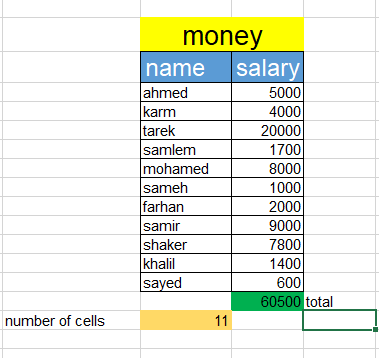 money
name salary
ahmed 5000
karm 4000
tarek 20000
samlem 1700
mohamed 8000
sameh 1000
farhan 2000
samir 9000
shaker 7800
khalil 1400
sayed 600
60500 total
number of cells 11